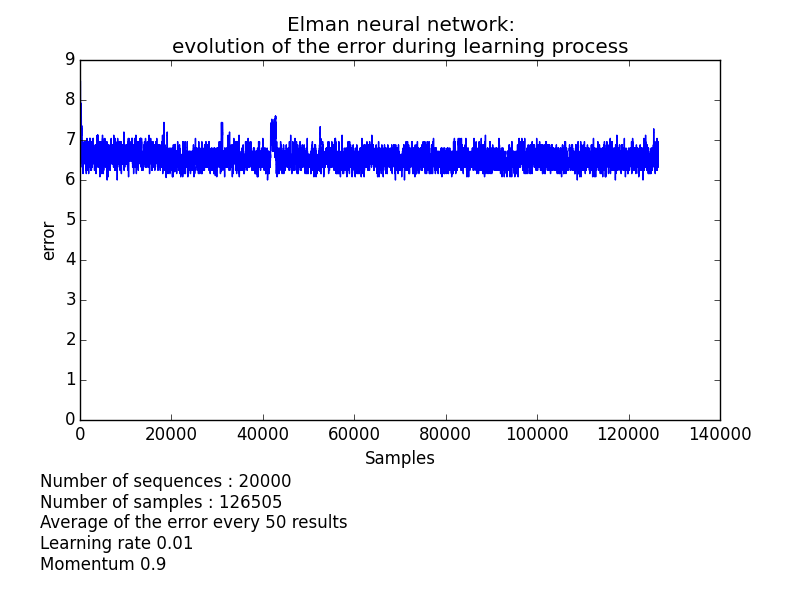 Elman neural network:
evolution of the error during learning process
9
8
7
6
5
4
3
2
1
0
error
0 20000 40000 60000 80000 100000 120000 140000
Samples
Number of sequences : 20000
Number of samples : 126505
Average of the error every 50 results
Learning rate 0.01
Momentum 0.9